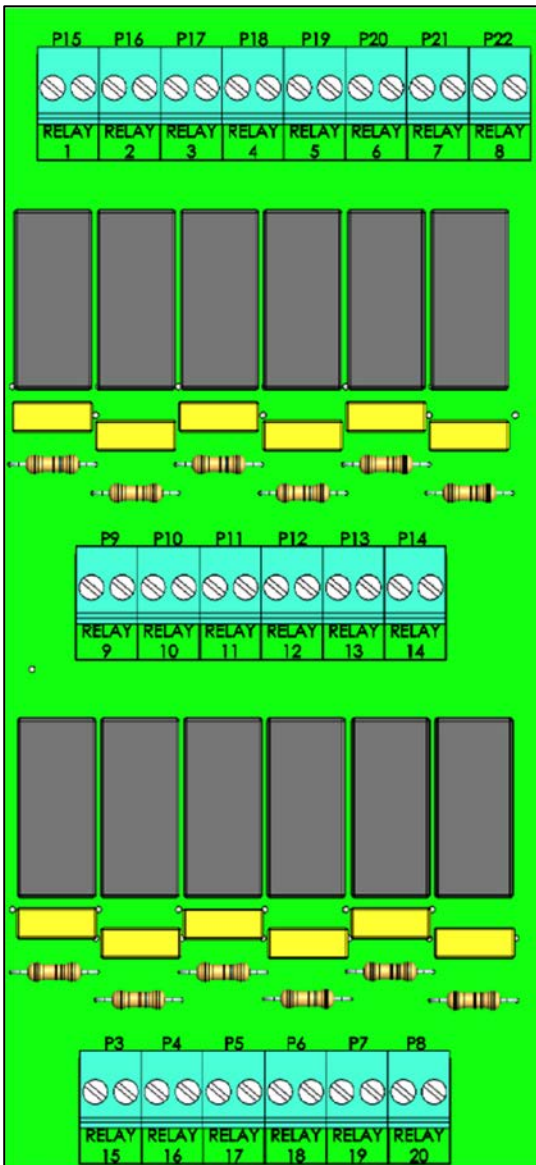 P15 P16 P17 P18 P19 P20 P21 P22
RELAY RELAY RELAY RELAY RELAY RELAY RELAY RELAY
1 2 3 4 5 6 7 8
P9 P10 P11 P12 P13 P14
RELAY RELAY RELAY RELAY RELAY RELAY
9 10 11 12 13 14
P3 P4 P5 P6 P7 P8
RELAY RELAY RELAY RELAY RELAY RELAY
15 16 17 18 19 20